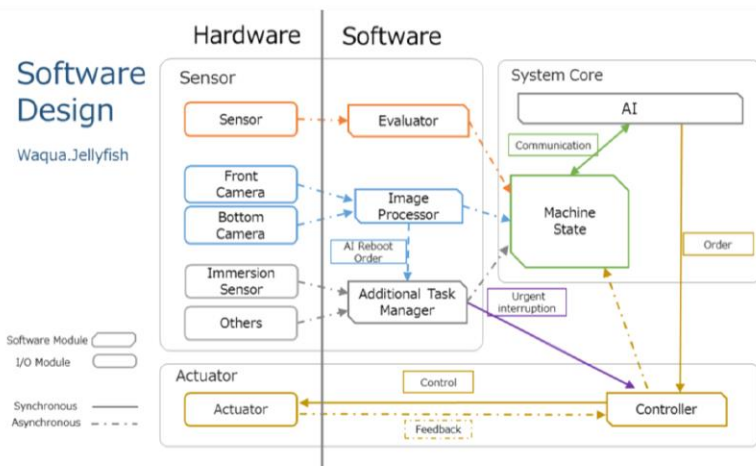 Hardware
Software
Software
Design
Waqua.Jellyfish
Sensor
System Core
Sensor
Evaluator
AI
Communication
Front
Camera
Bottom
Camera
Image
Processor
Machine
State
AI Reboot
Order
Order
Immersion
Sensor
Others
Additional Task
Manager
Urgent
interruption
Software Module
I/O Module
Synchronous
Asynchronous
Actuator
Control
Actuator
Controller
Feedback